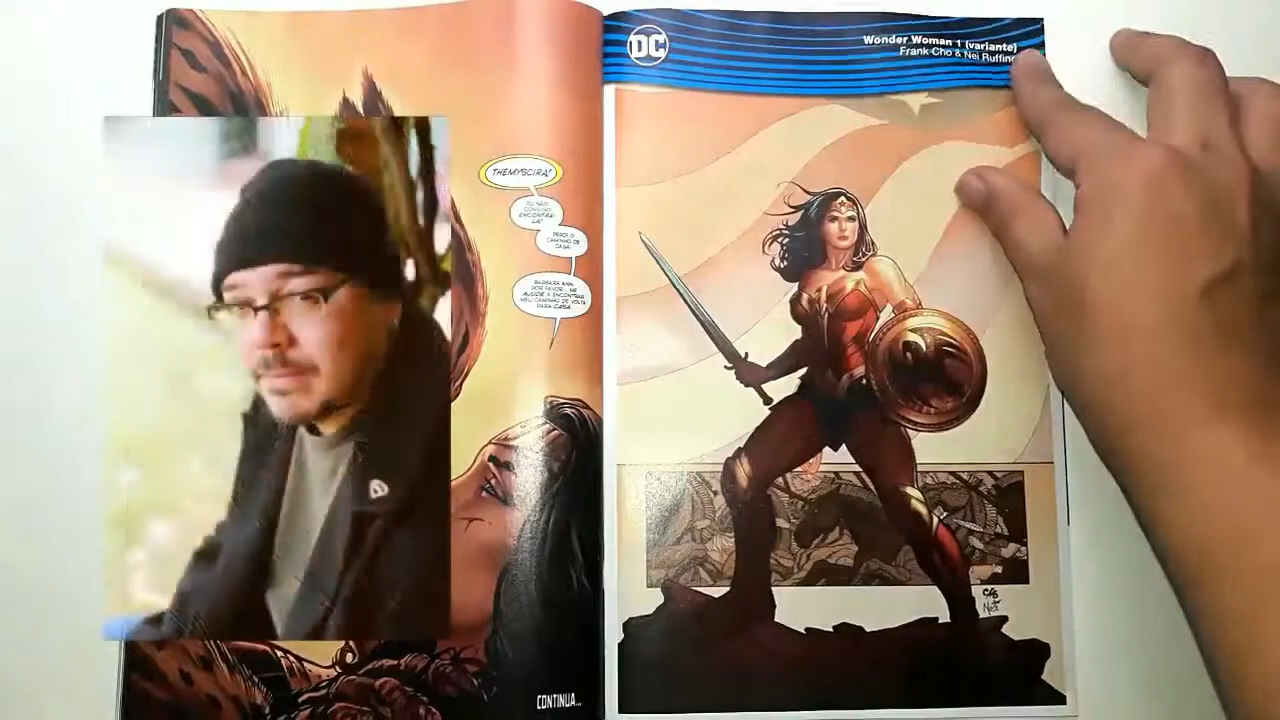 THEMYSCIRA!
EU NÃO
CONSIGO
ENCONTRÁ-
LA!
PERDI O
CAMINHO DE
CASA.
BARBARA ANN,
POR FAVOR... ME
AJUDE A ENCONTRAR
MEU CAMINHO DE VOLTA
PARA CASA.
CONTINUA...
DC
Wonder Woman 1 (variante)
Frank Cho & Nei Ruffino